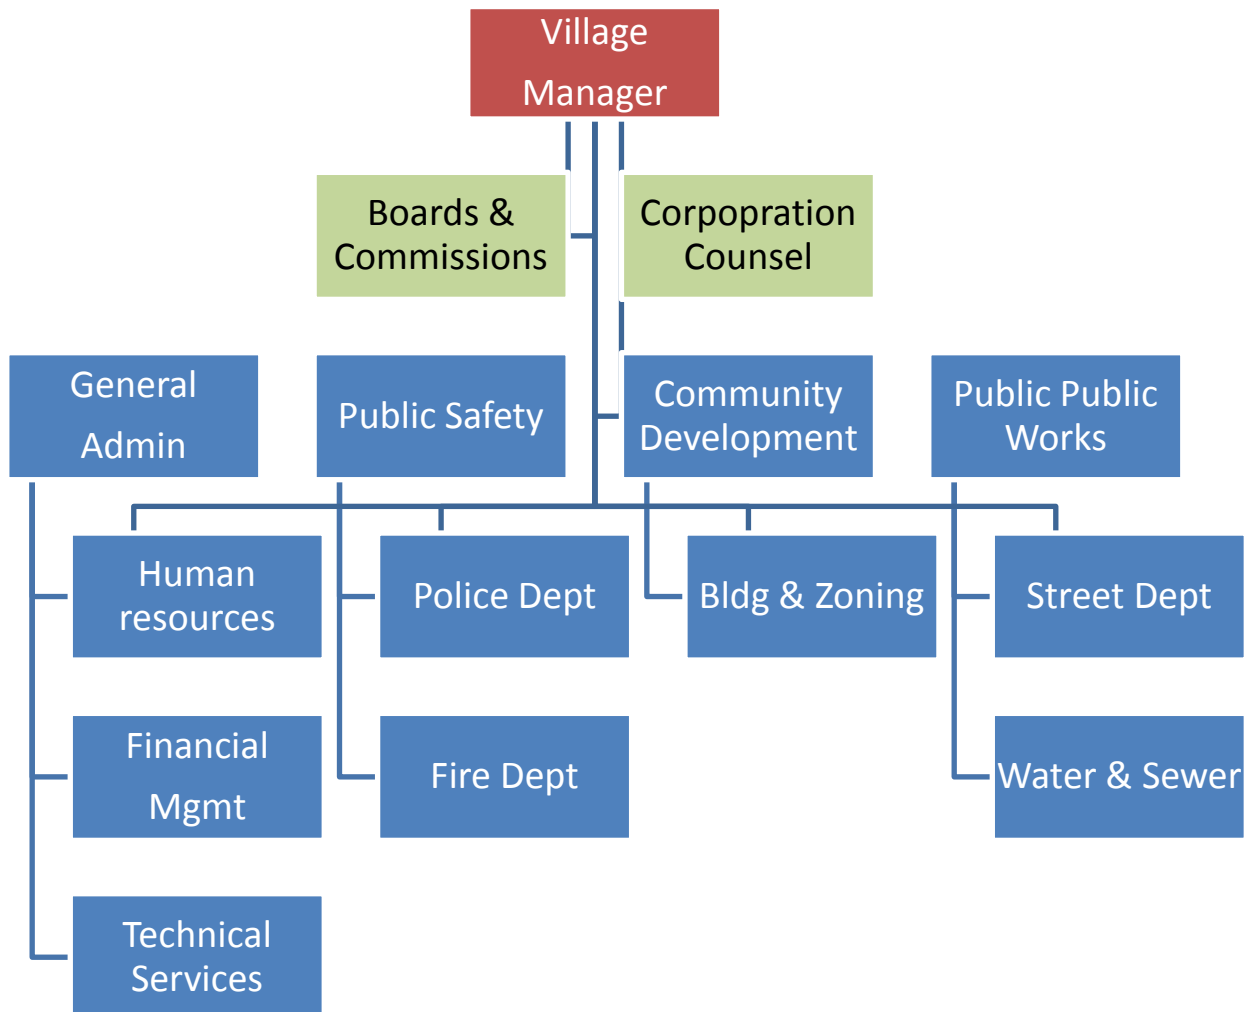 Village
Manager
Boards &
Commissions
Corpopration
Counsel
General
Admin
Public Safety
Community
Development
Public Public
Works
Human
resources
Police Dept
Bldg & Zoning
Street Dept
Financial
Mgmt
Fire Dept
Water & Sewer
Technical
Services